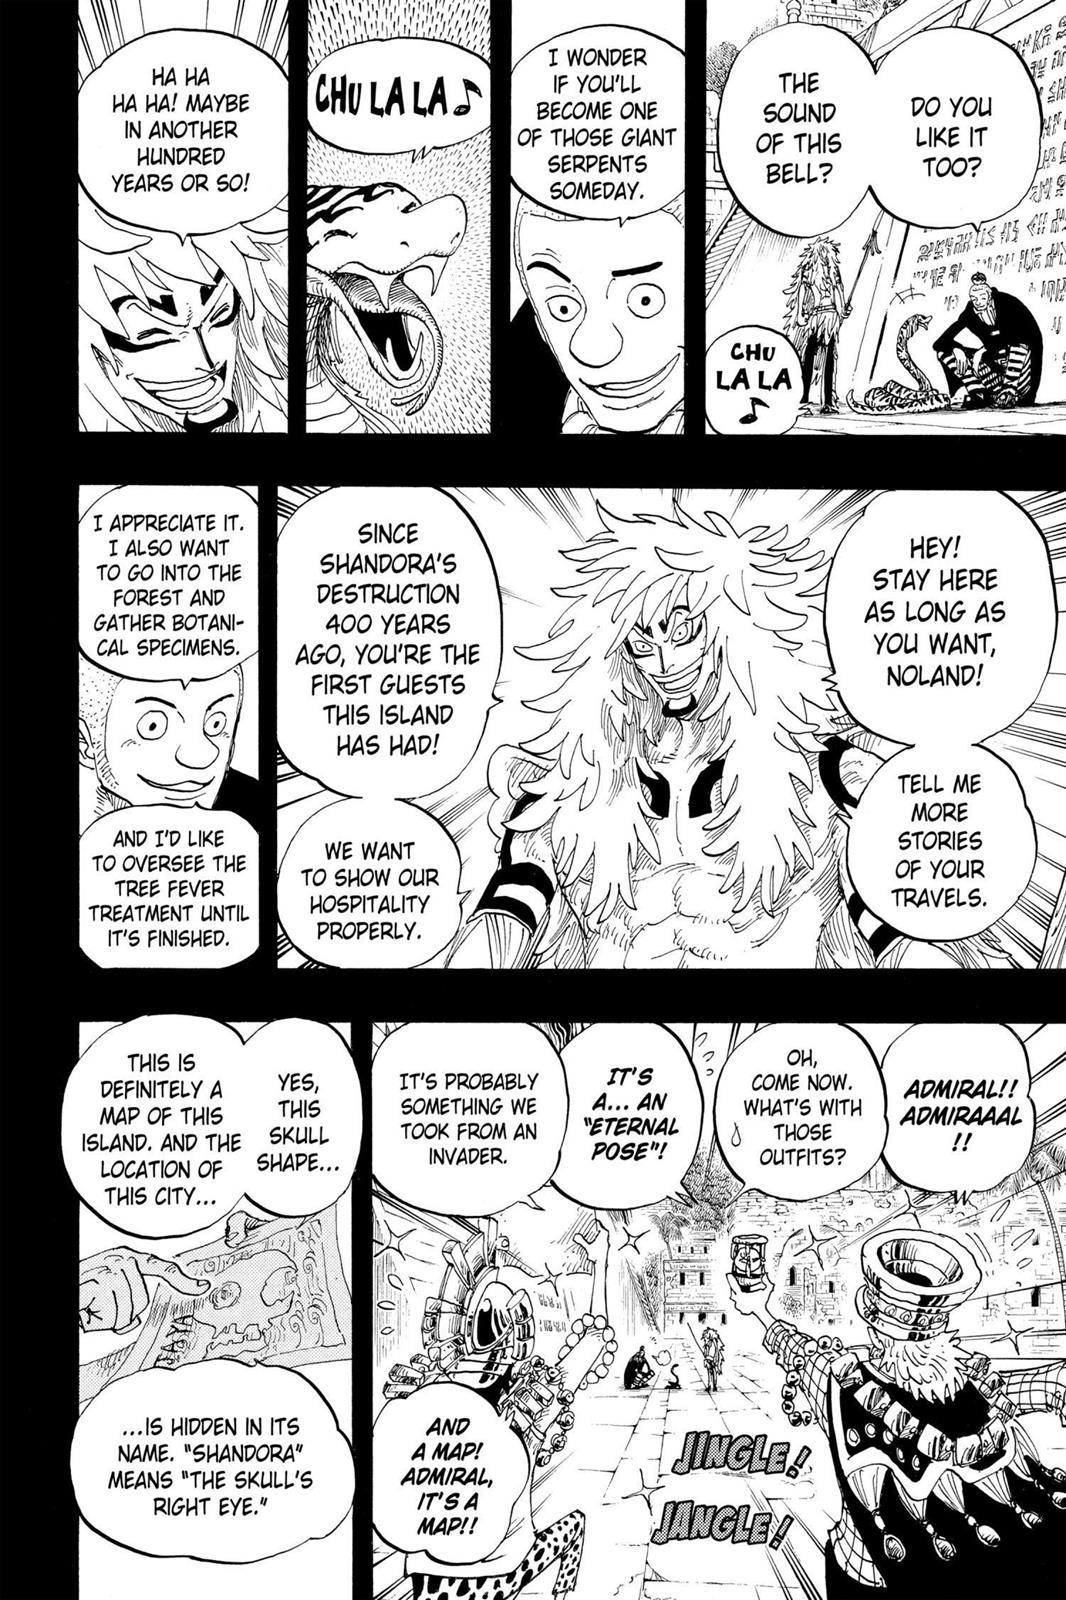 DO YOU
LIKE IT
TOO?
THE
SOUND
OF THIS
BELL?
CHU
LA LA
♪
I WONDER
IF YOU'LL
BECOME ONE
OF THOSE GIANT
SERPENTS
SOMEDAY.
CHU LA LA♪
HA HA
HA HA! MAYBE
IN ANOTHER
HUNDRED
YEARS OR SO!
HEY!
STAY HERE
AS LONG AS
YOU WANT,
NOLAND!
TELL ME
MORE
STORIES
OF YOUR
TRAVELS.
SINCE
SHANDORA'S
DESTRUCTION
400 YEARS
AGO, YOU'RE THE
FIRST GUESTS
THIS ISLAND
HAS HAD!
WE WANT
TO SHOW OUR
HOSPITALITY
PROPERLY.
I APPRECIATE IT.
I ALSO WANT
TO GO INTO THE
FOREST AND
GATHER BOTANI-
CAL SPECIMENS.
AND I'D LIKE
TO OVERSEE THE
TREE FEVER
TREATMENT UNTIL
IT'S FINISHED.
ADMIRAL!!
ADMIRAAAL
!!
OH,
COME NOW.
WHAT'S WITH
THOSE
OUTFITS?
IT'S
A... AN
"ETERNAL
POSE"!
IT'S PROBABLY
SOMETHING WE
TOOK FROM AN
INVADER.
AND
A MAP!
ADMIRAL,
IT'S A
MAP!!
JINGLE!
JANGLE!
YES,
THIS
SKULL
SHAPE...
THIS IS
DEFINITELY A
MAP OF THIS
ISLAND. AND THE
LOCATION OF
THIS CITY...
JAYA
...IS HIDDEN IN ITS
NAME. "SHANDORA"
MEANS "THE SKULL'S
RIGHT EYE."